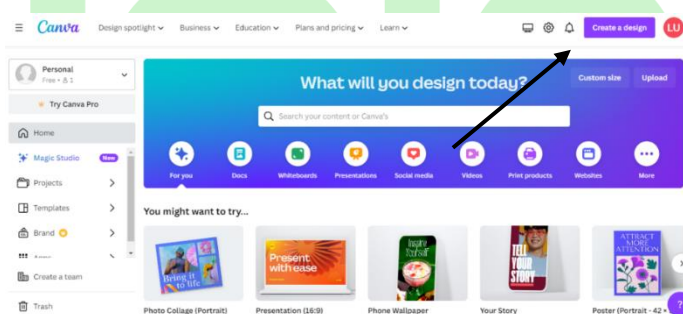 Canva Design spotlight Business Education Plans and pricing Learn Create a design LU
Personal
Free • 1
Try Canva Pro
What will you design today?
Custom size Upload
Search your content or Canva's
Home
Magic Studio New
Projects
Templates
Brand
Create a team
Trash
For you Docs Whiteboards Presentations Social media Videos Print products Websites More
You might want to try...
Bring it
to life
Present
with ease
Inspire
Yourself
TELL
YOUR
STORY
ATTRACT
MORE
ATTENTION
Photo Collage (Portrait) Presentation (16:9) Phone Wallpaper Your Story Poster (Portrait - 42 ×
?